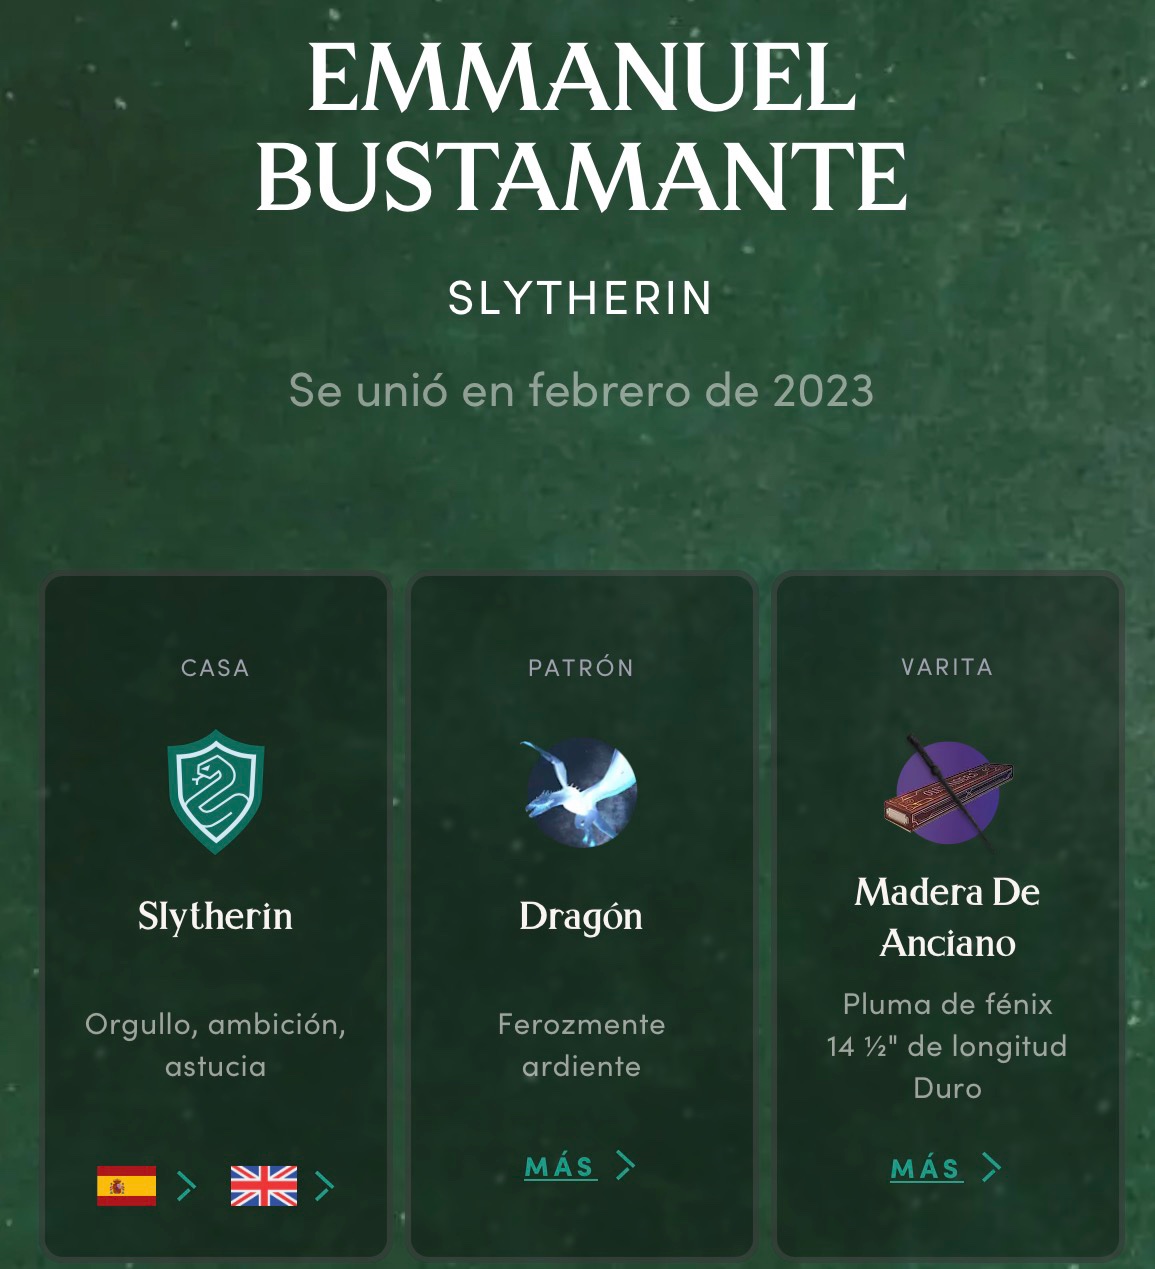 EMMANUEL
BUSTAMANTE
SLYTHERIN
Se unió en febrero de 2023
CASA
Slytherin
Orgullo, ambición,
astucia
PATRÓN
Dragón
Ferozmente
ardiente
MÁS
VARITA
Madera De
Anciano
Pluma de fénix
14 ½" de longitud
Duro
MÁS